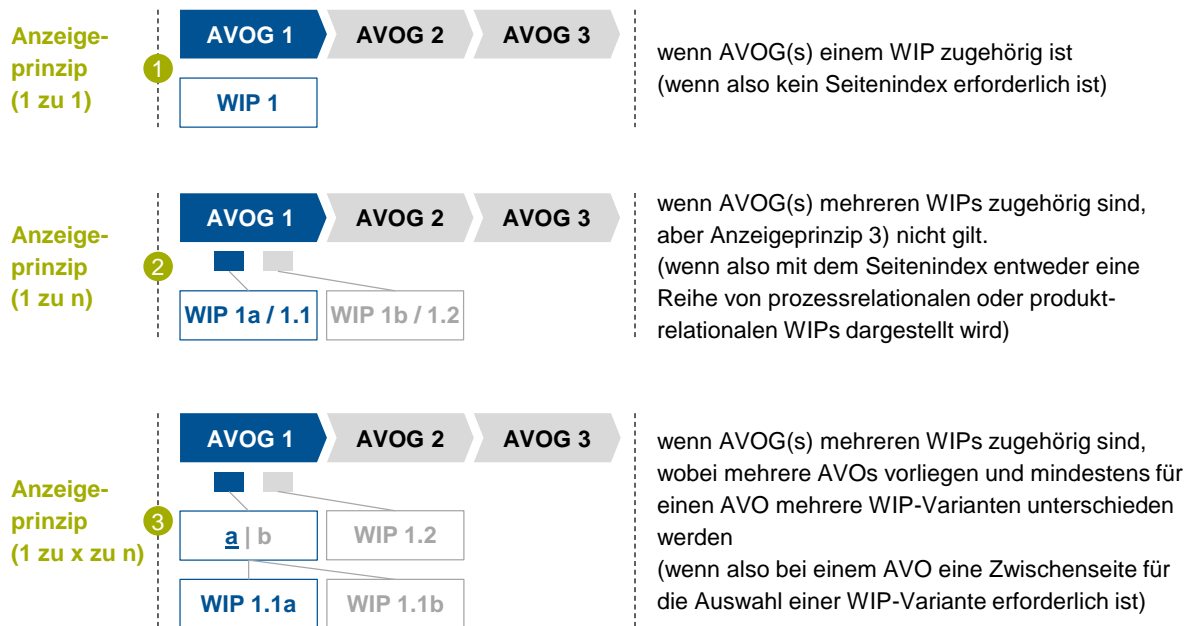 Anzeige-
prinzip
(1 zu 1)
1
AVOG 1
AVOG 2
AVOG 3
WIP 1
wenn AVOG(s) einem WIP zugehörig ist
(wenn also kein Seitenindex erforderlich ist)
Anzeige-
prinzip
(1 zu n)
2
AVOG 1
AVOG 2
AVOG 3
WIP 1a / 1.1
WIP 1b / 1.2
wenn AVOG(s) mehreren WIPs zugehörig sind,
aber Anzeigeprinzip 3) nicht gilt.
(wenn also mit dem Seitenindex entweder eine
Reihe von prozessrelationalen oder produkt-
relationalen WIPs dargestellt wird)
Anzeige-
prinzip
(1 zu x zu n)
3
AVOG 1
AVOG 2
AVOG 3
a | b
WIP 1.2
WIP 1.1a
WIP 1.1b
wenn AVOG(s) mehreren WIPs zugehörig sind,
wobei mehrere AVOs vorliegen und mindestens für
einen AVO mehrere WIP-Varianten unterschieden
werden
(wenn also bei einem AVO eine Zwischenseite für
die Auswahl einer WIP-Variante erforderlich ist)